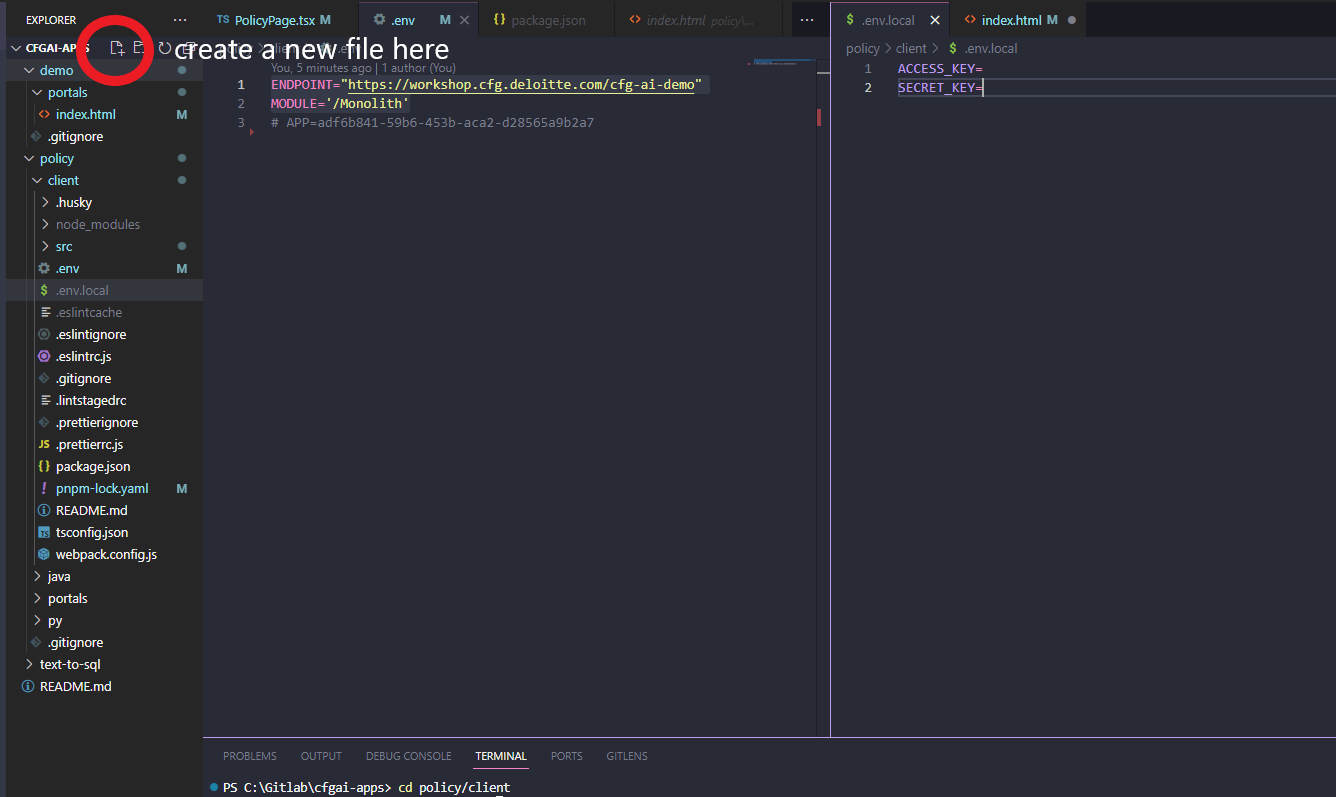 EXPLORER
CFGAI-APPS
create a new file here
demo
portals
index.html M
.gitignore
policy
client
.husky
node_modules
src
.env M
.env.local
.eslintcache
.eslintignore
.eslintrc.js
.gitignore
.lintstagedrc
.prettierignore
.prettierrc.js
package.json
pnpm-lock.yaml M
README.md
tsconfig.json
webpack.config.js
java
portals
py
.gitignore
text-to-sql
README.md
TS PolicyPage.tsx M
.env M
package.json
index.html policy\...
You, 5 minutes ago | 1 author (You)
1 ENDPOINT="https://workshop.cfg.deloitte.com/cfg-ai-demo"
2 MODULE='/Monolith'
3 # APP=adf6b841-59b6-453b-aca2-d28565a9b2a7
$ .env.local
index.html M
policy > client > $ .env.local
1 ACCESS_KEY=
2 SECRET_KEY=
PROBLEMS OUTPUT DEBUG CONSOLE TERMINAL PORTS GITLENS
PS C:\Gitlab\cfgai-apps> cd policy/client